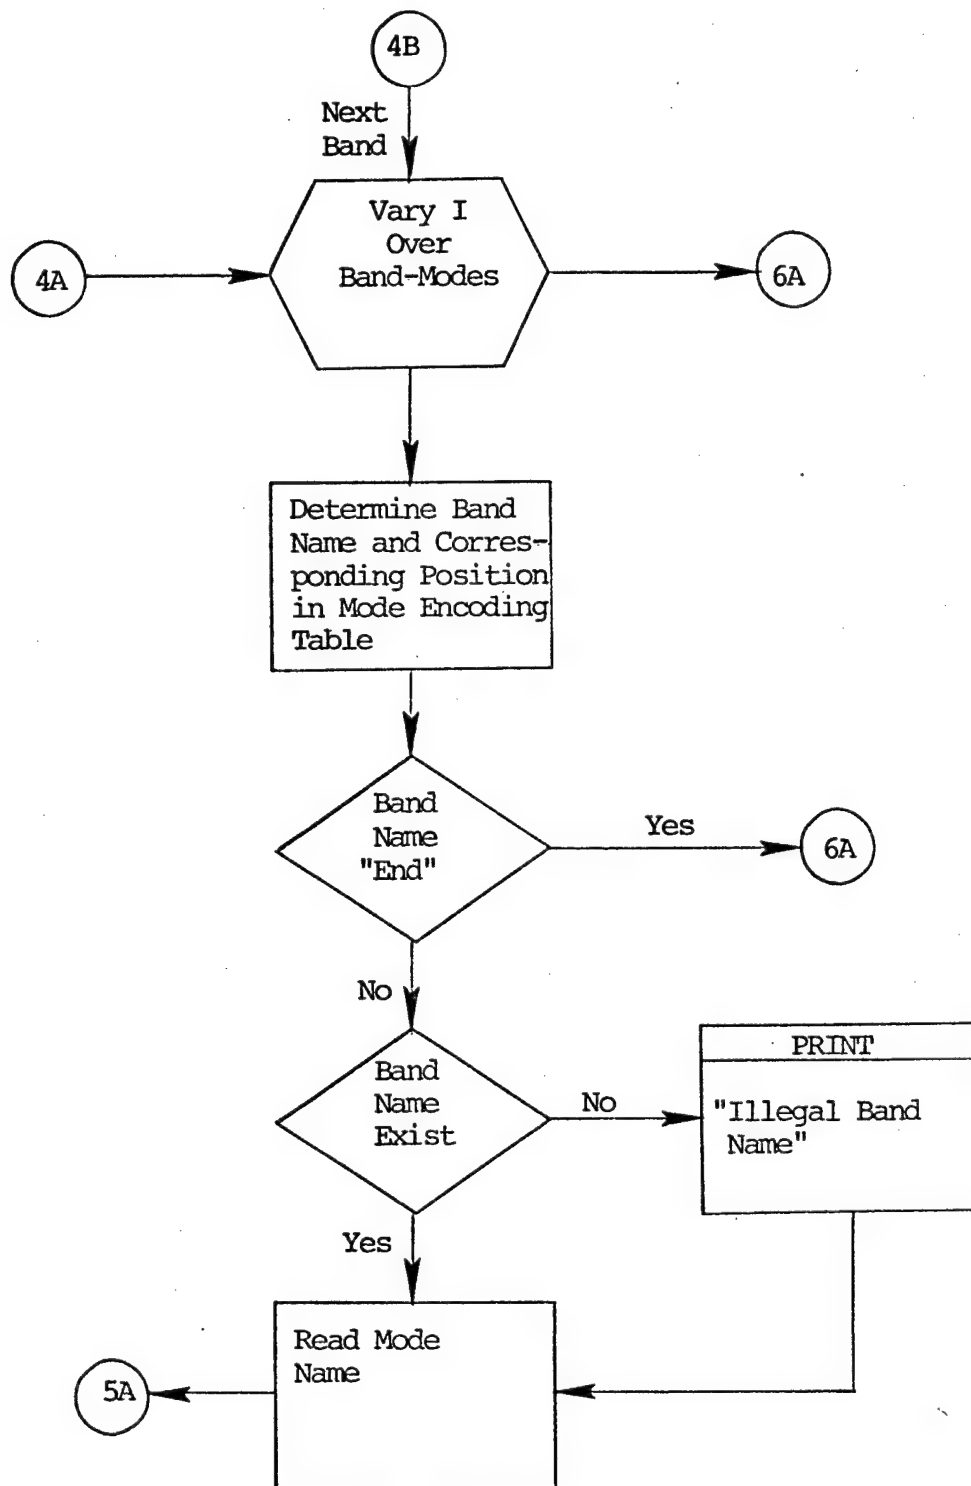 4B
Next
Band
Vary I
Over
Band-Modes
4A
6A
Determine Band
Name and Corres-
ponding Position
in Mode Encoding
Table
Band
Name
"End"
Yes
6A
No
Band
Name
Exist
No
PRINT
"Illegal Band
Name"
Yes
Read Mode
Name
5A